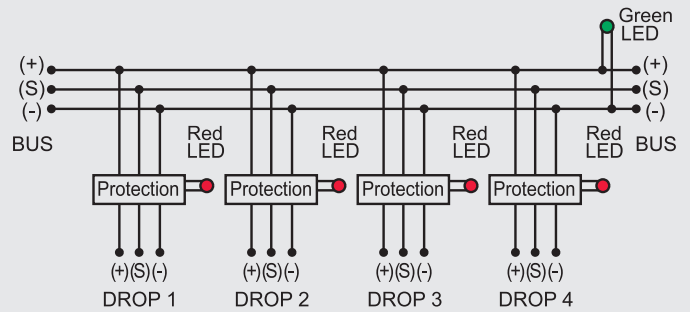 Green
LED
(+) (+)
(S) (S)
(-) (-)
BUS BUS
Red Red Red Red
LED LED LED LED
Protection Protection Protection Protection
(+)(S)(-) (+)(S)(-) (+)(S)(-) (+)(S)(-)
DROP 1 DROP 2 DROP 3 DROP 4